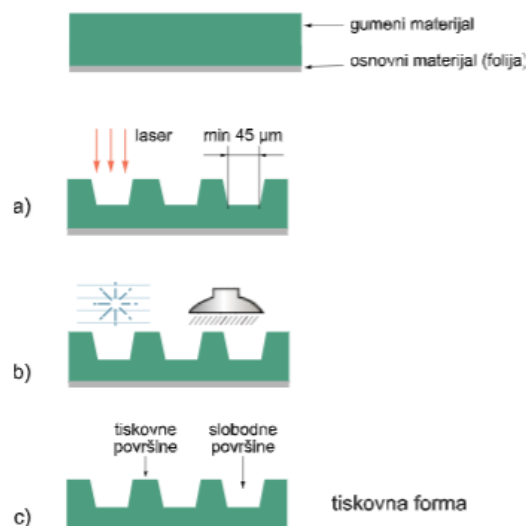 gumeni materijal
osnovni materijal (folija)
laser
min 45 µm
a)
b)
tiskovne
površine
slobodne
površine
c)
tiskovna forma